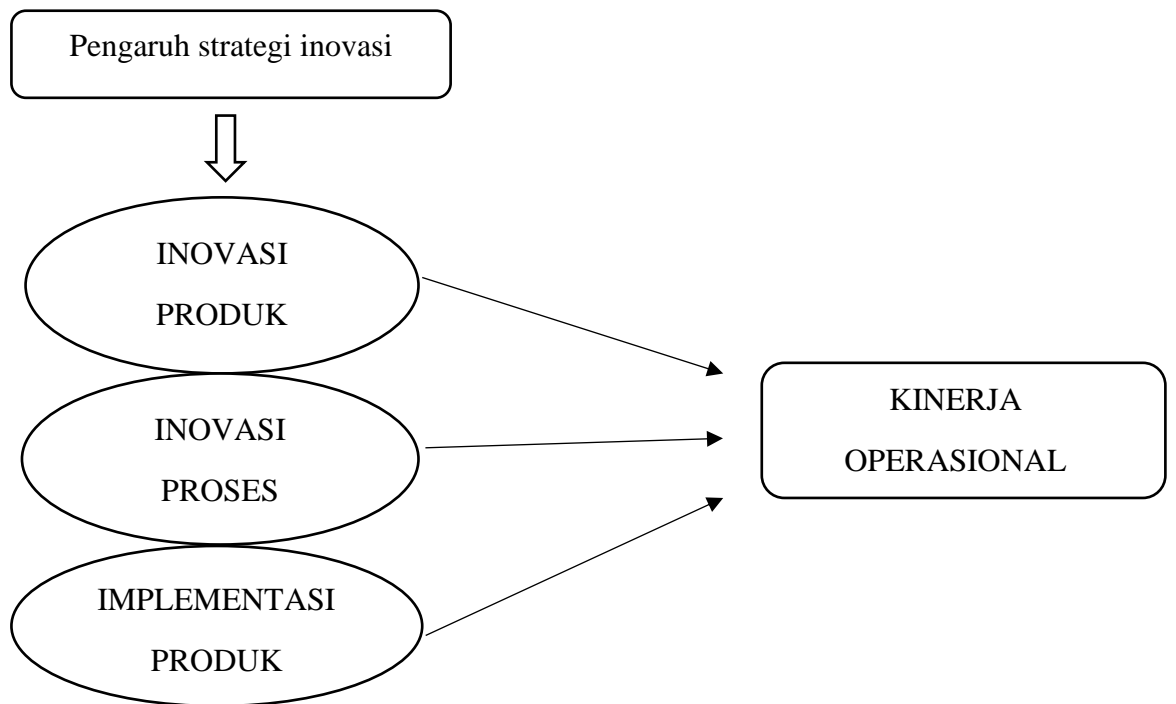 Pengaruh strategi inovasi
INOVASI
PRODUK
INOVASI
PROSES
IMPLEMENTASI
PRODUK
KINERJA
OPERASIONAL